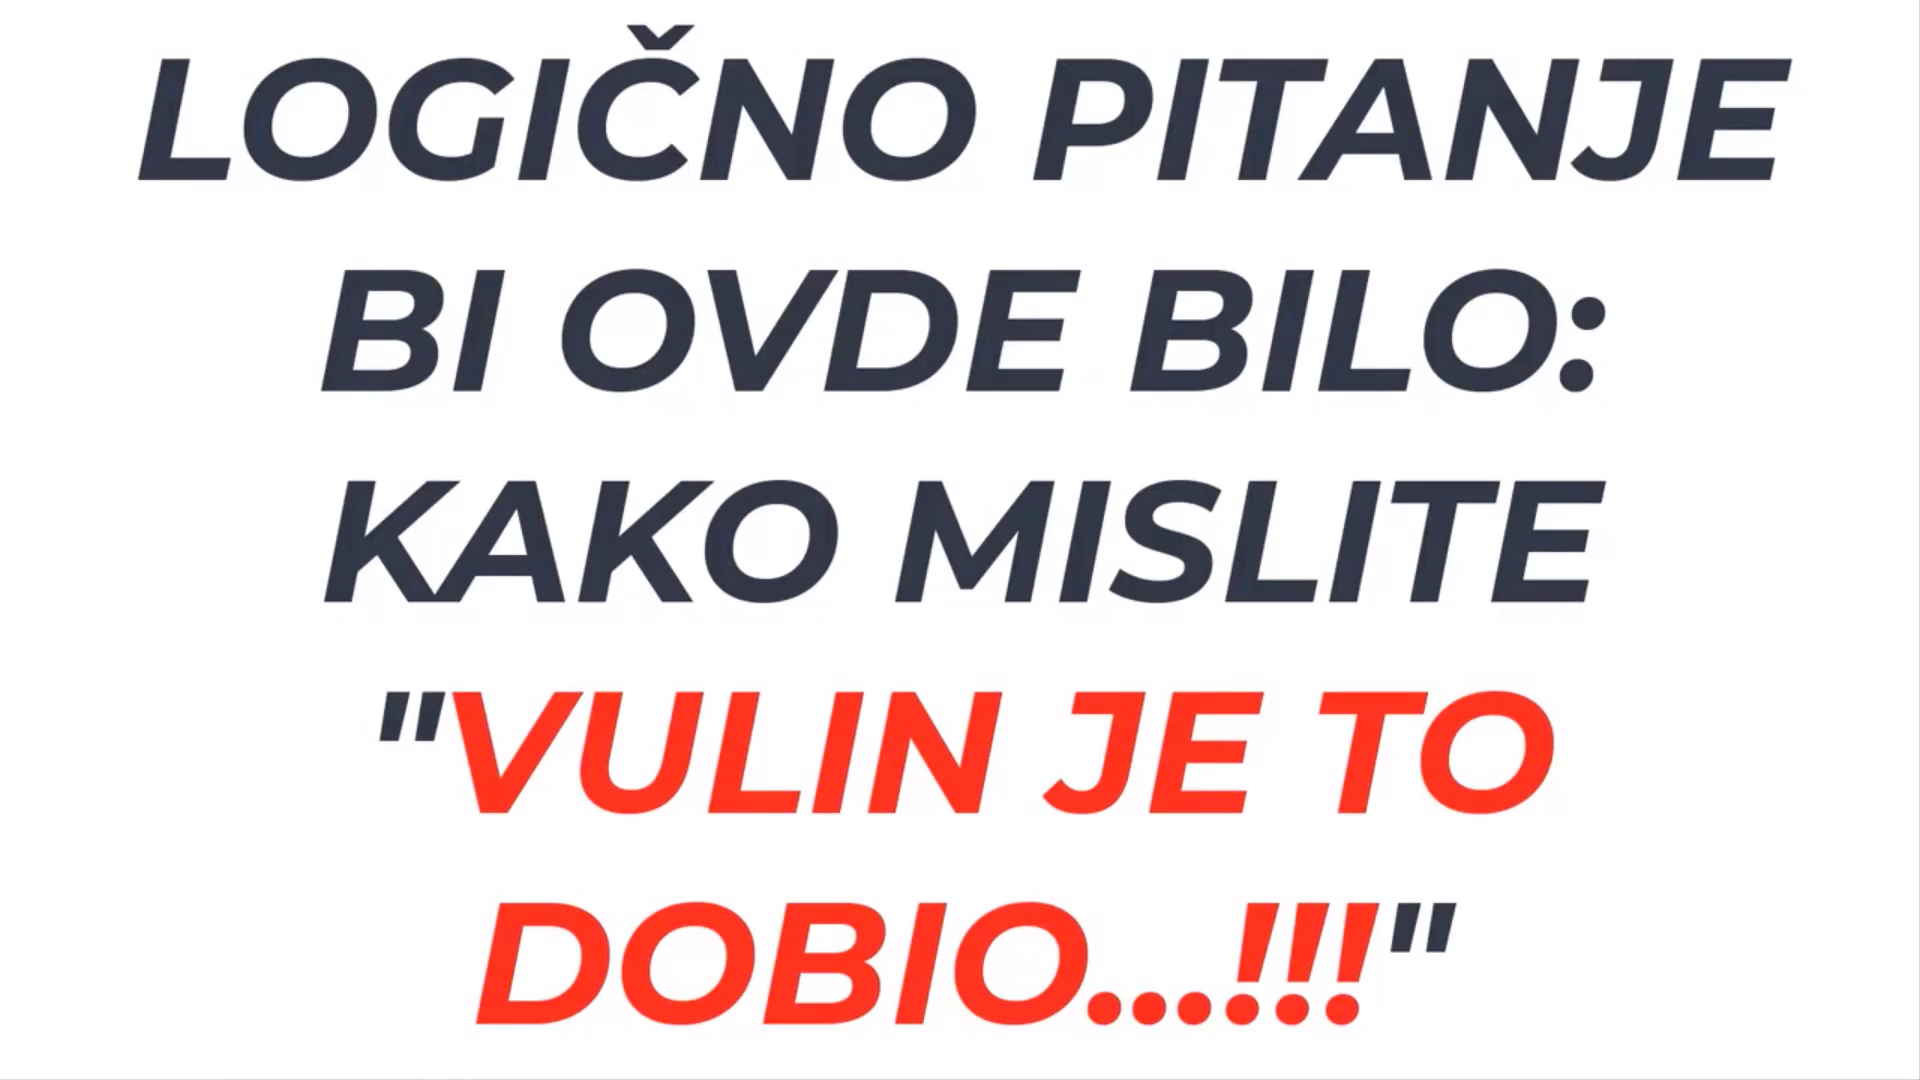 LOGIČNO PITANJE
BI OVDE BILO:
KAKO MISLITE
"VULIN JE TO
DOBIO...!!!"